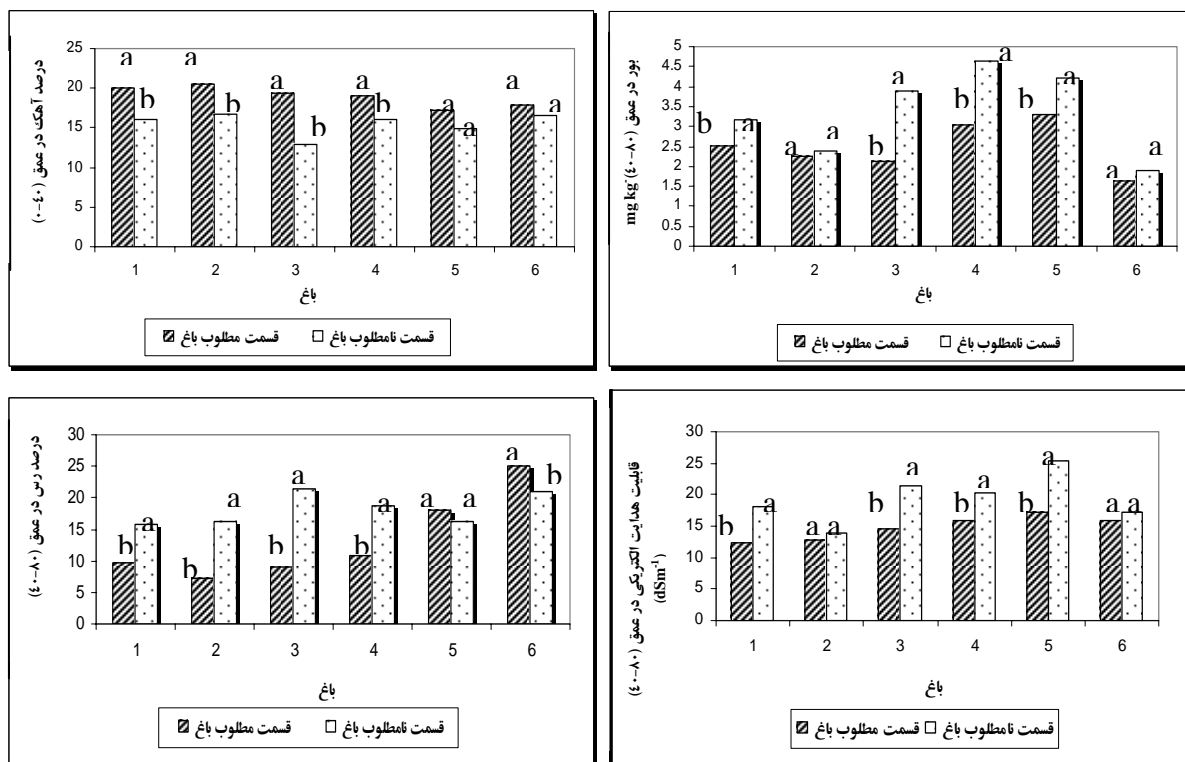 درصد آهک در عمق (۰-۴۰)
25
20
15
10
5
0
a b a b a b a b a a a a
1 2 3 4 5 6
باغ
قسمت مطلوب باغ قسمت نامطلوب باغ
بور در عمق (۴۰-۸۰) mg kg-
5
4.5
4
3.5
3
2.5
2
1.5
1
0.5
0
b a a a b a b a b a a a
1 2 3 4 5 6
باغ
قسمت مطلوب باغ قسمت نامطلوب باغ
درصد رس در عمق (۴۰-۸۰)
30
25
20
15
10
5
0
b a b a b a b a a a a b
1 2 3 4 5 6
باغ
قسمت مطلوب باغ قسمت نامطلوب باغ
قابلیت هدایت الکتریکی در عمق (۴۰-۸۰)
(dSm-1)
30
25
20
15
10
5
0
b a a a b a b a b a a a
1 2 3 4 5 6
باغ
قسمت مطلوب باغ قسمت نامطلوب باغ